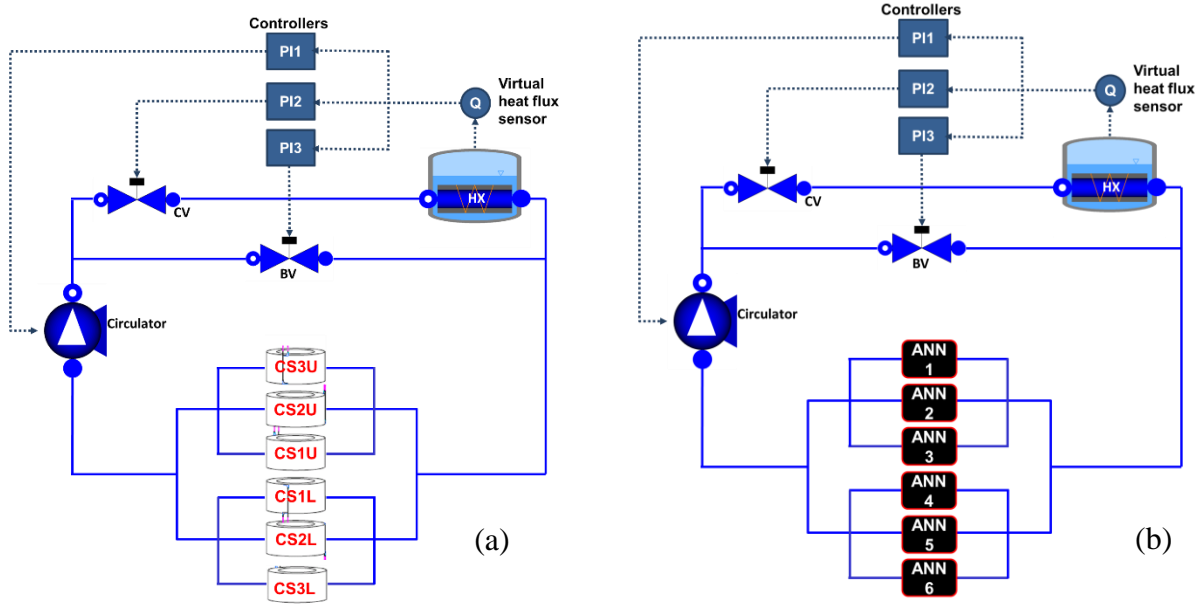 Controllers
PI1
PI2
PI3
Q
Virtual
heat flux
sensor
HX
CV
BV
Circulator
CS3U
CS2U
CS1U
CS1L
CS2L
CS3L
(a)
Controllers
PI1
PI2
PI3
Q
Virtual
heat flux
sensor
HX
CV
BV
Circulator
ANN
1
ANN
2
ANN
3
ANN
4
ANN
5
ANN
6
(b)